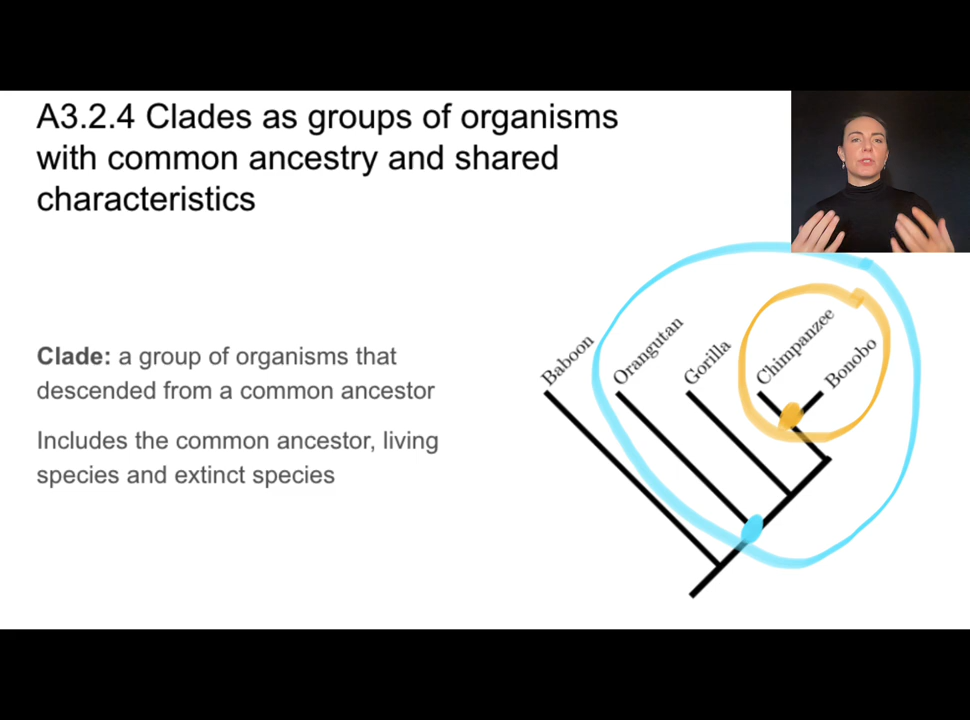 A3.2.4 Clades as groups of organisms
with common ancestry and shared
characteristics
Clade: a group of organisms that
descended from a common ancestor
Includes the common ancestor, living
species and extinct species
Baboon
Orangutan
Gorilla
Chimpanzee
Bonobo